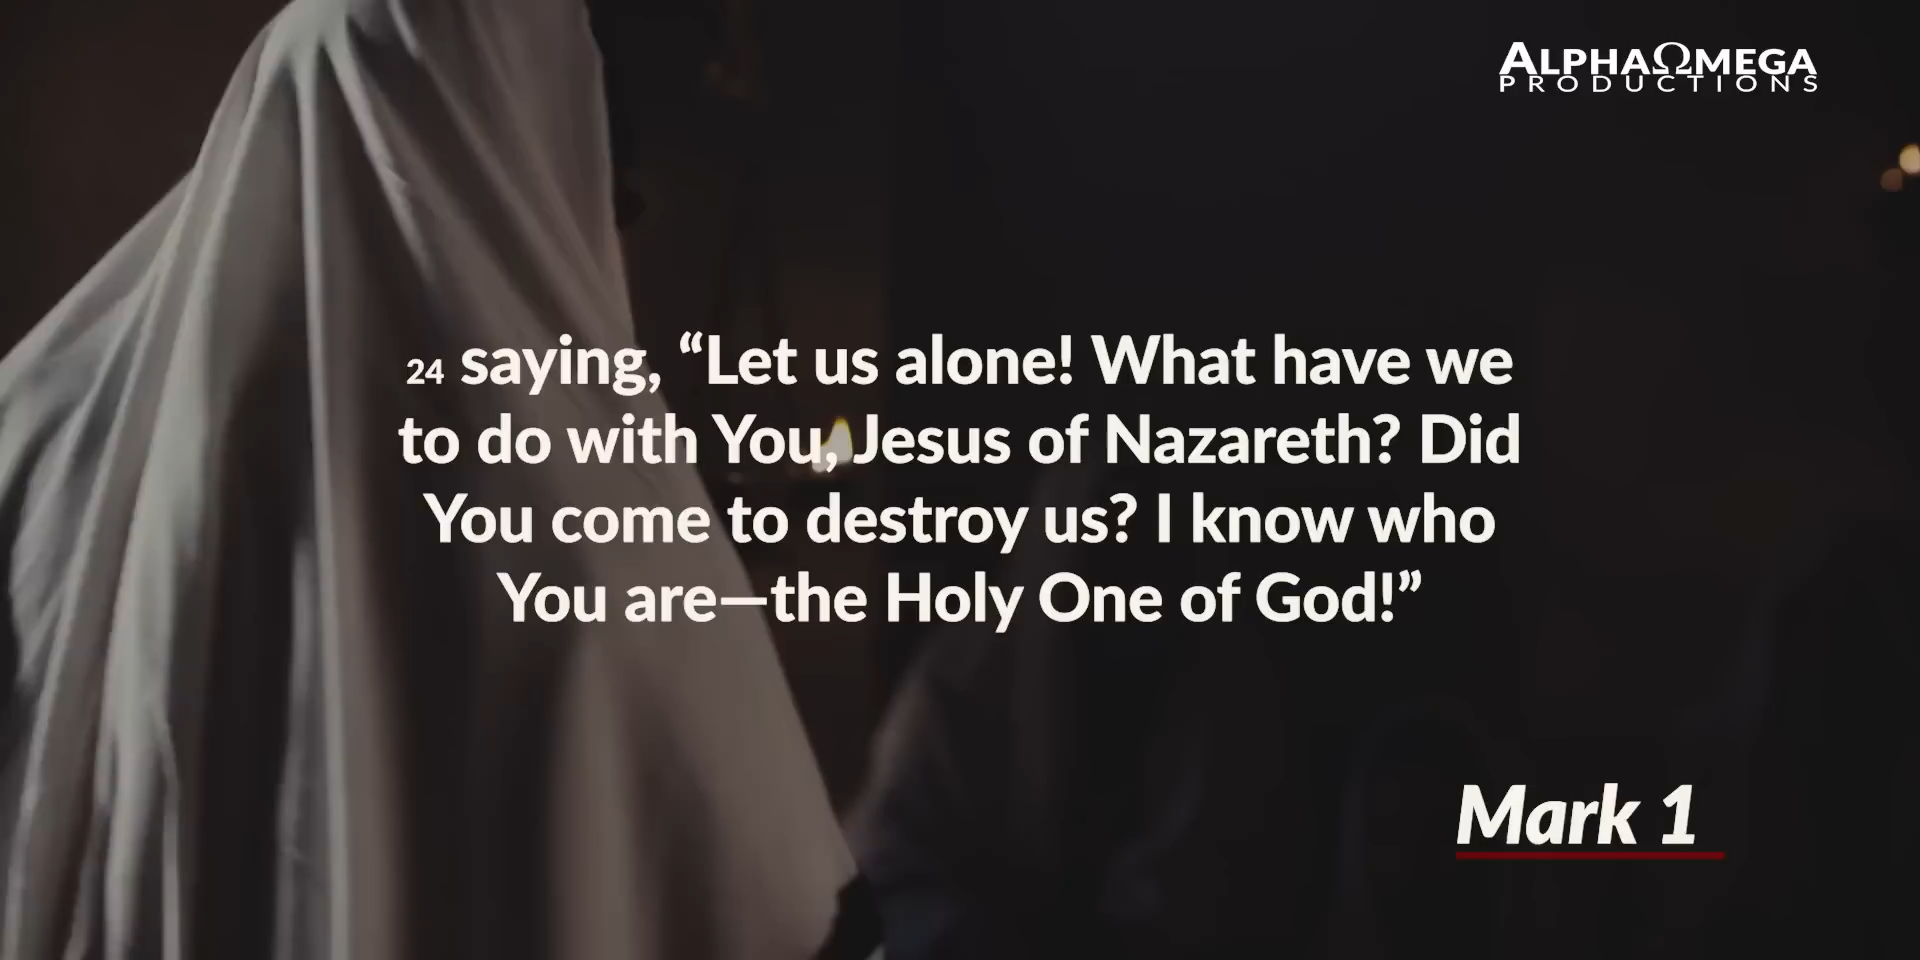 ALPHAΩMEGA
PRODUCTIONS
24 saying, “Let us alone! What have we
to do with You, Jesus of Nazareth? Did
You come to destroy us? I know who
You are—the Holy One of God!”
Mark 1